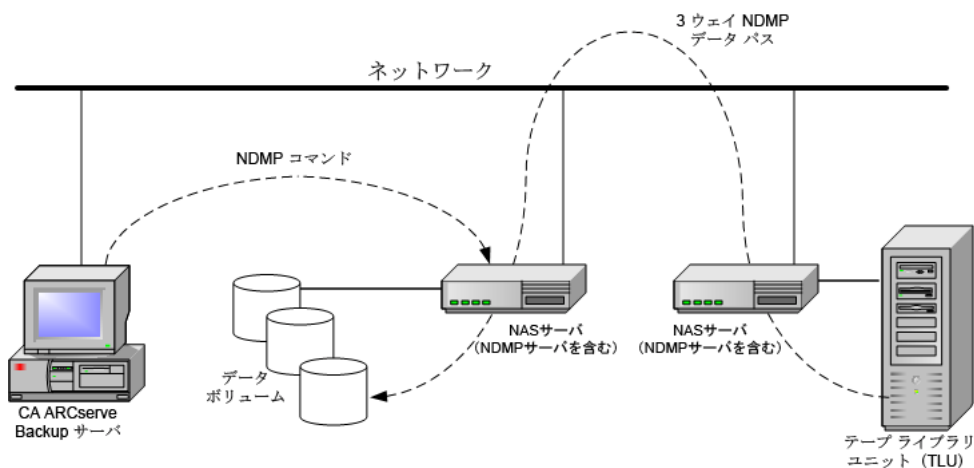 3 ウェイ NDMP
データ パス
ネットワーク
NDMP コマンド
NASサーバ
（NDMPサーバを含む）
NASサーバ
（NDMPサーバを含む）
データ
ボリューム
CA ARCserve
Backup サーバ
テープ ライブラリ
ユニット（TLU）